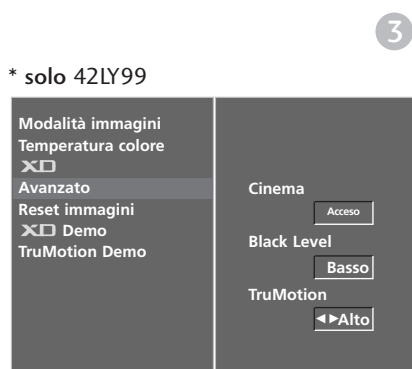 3
* solo 42LY99
Modalità immagini
Temperatura colore
XD
Avanzato
Reset immagini
XD Demo
TruMotion Demo
Cinema
Acceso
Black Level
Basso
TruMotion
◄►Alto